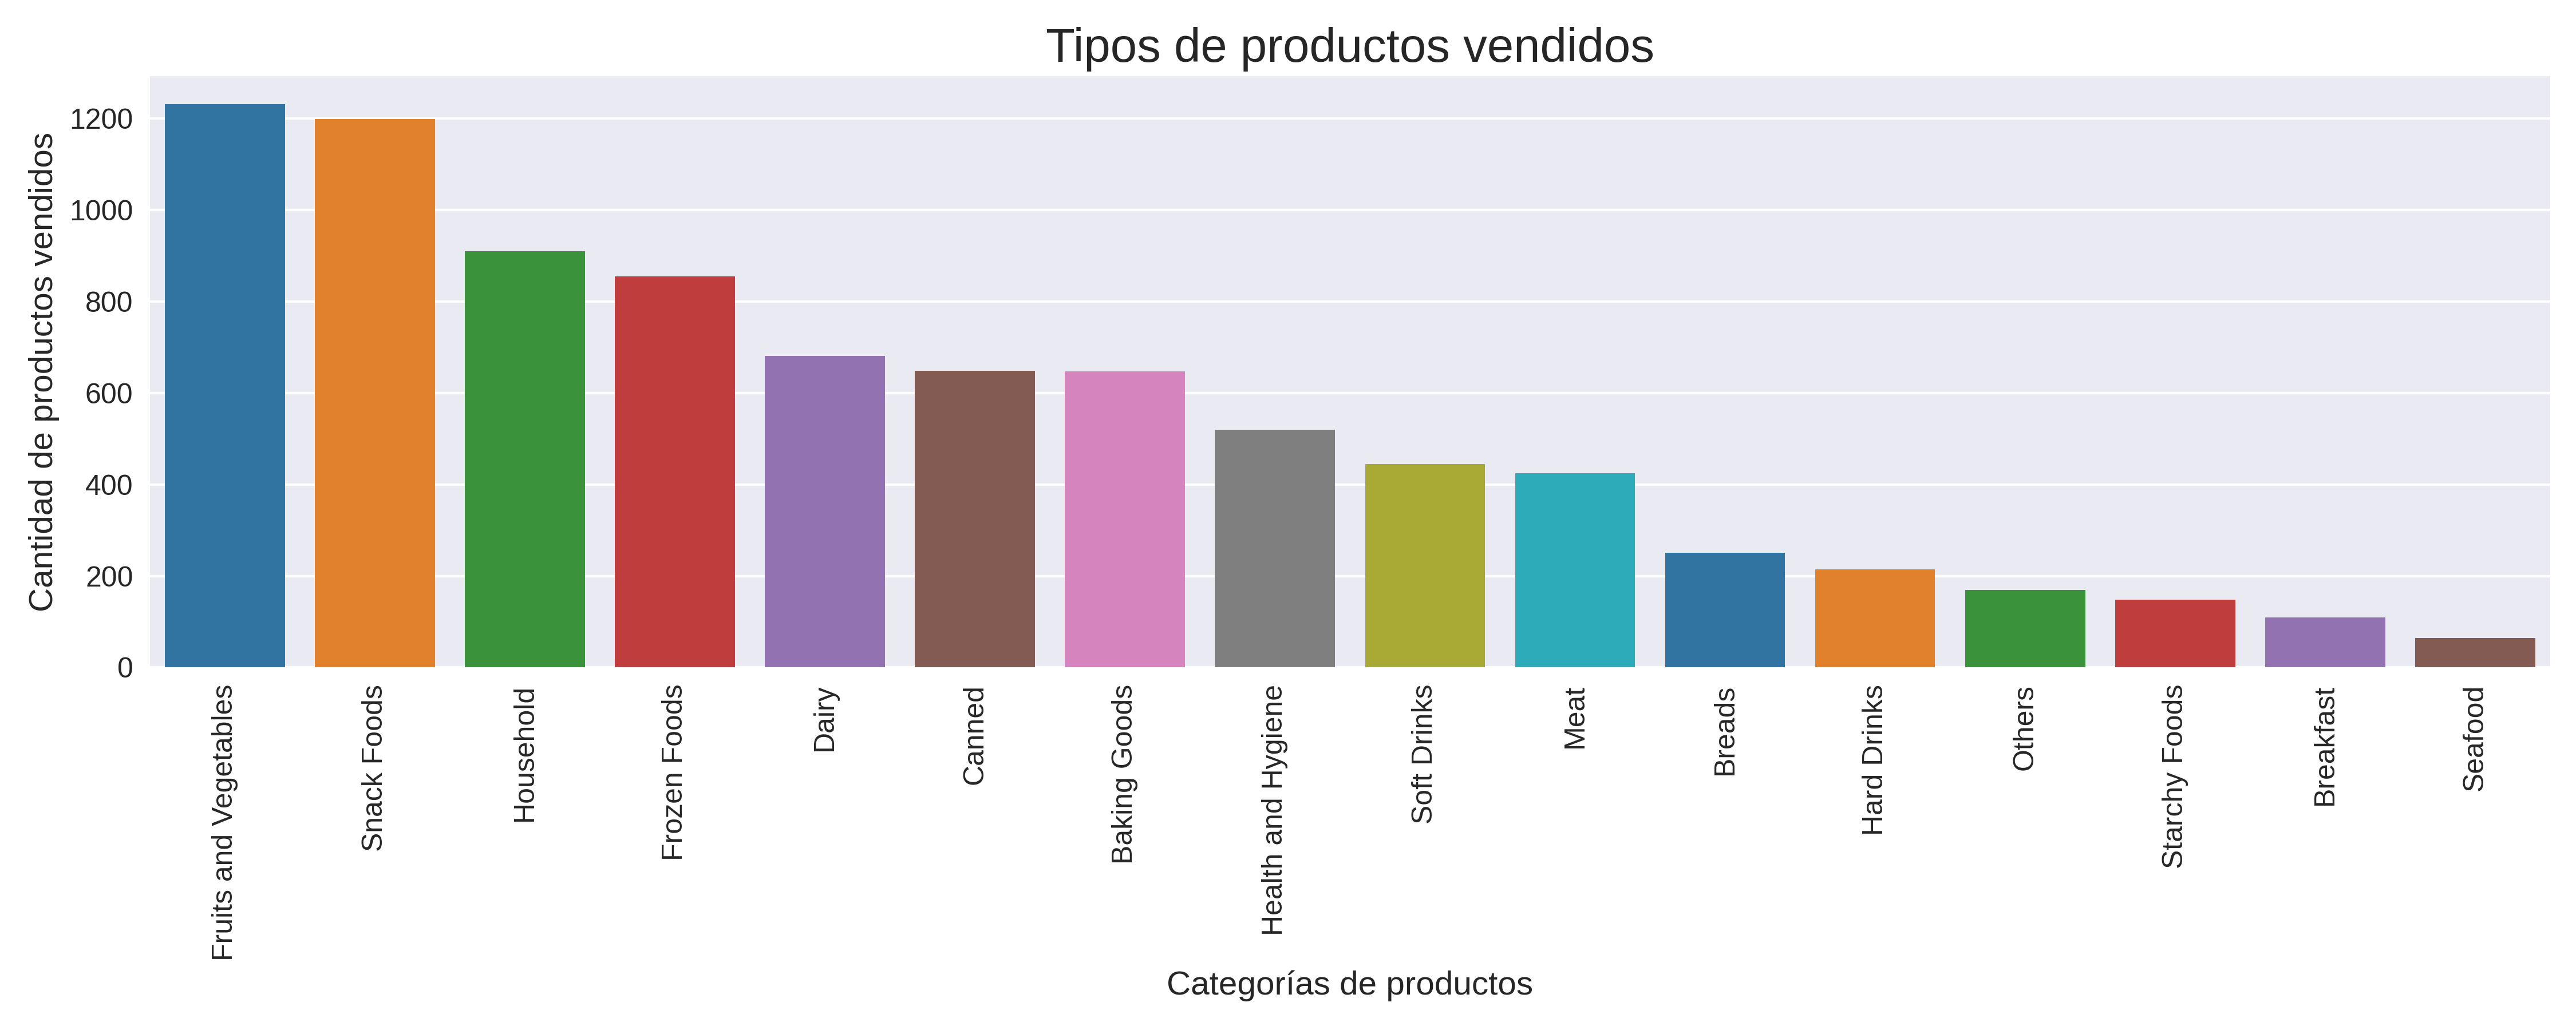 Tipos de productos vendidos
Cantidad de productos vendidos
1200
1000
800
600
400
200
0
Fruits and Vegetables
Snack Foods
Household
Frozen Foods
Dairy
Canned
Baking Goods
Health and Hygiene
Soft Drinks
Meat
Breads
Hard Drinks
Others
Starchy Foods
Breakfast
Seafood
Categorías de productos